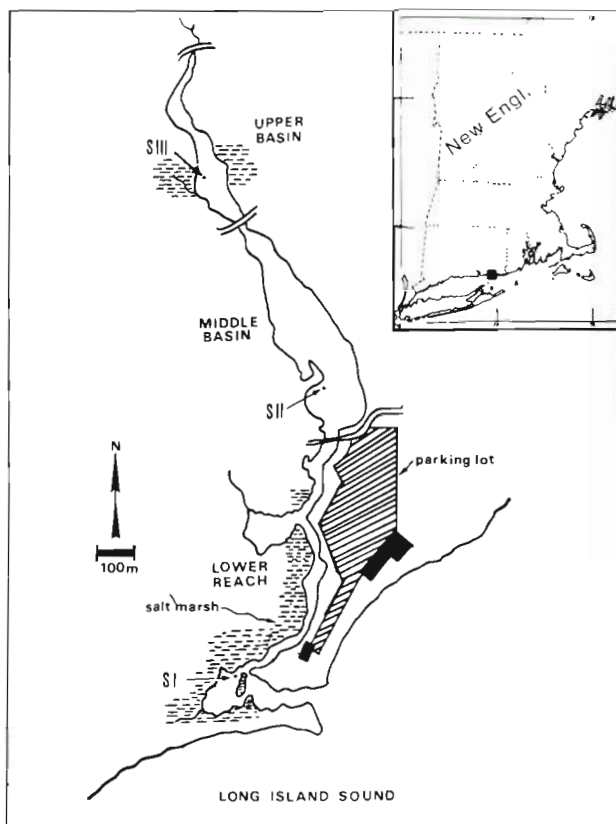 UPPER
BASIN
SIII
New Engl.
MIDDLE
BASIN
SII
N
parking lot
100m
LOWER
REACH
salt marsh
SI
LONG ISLAND SOUND